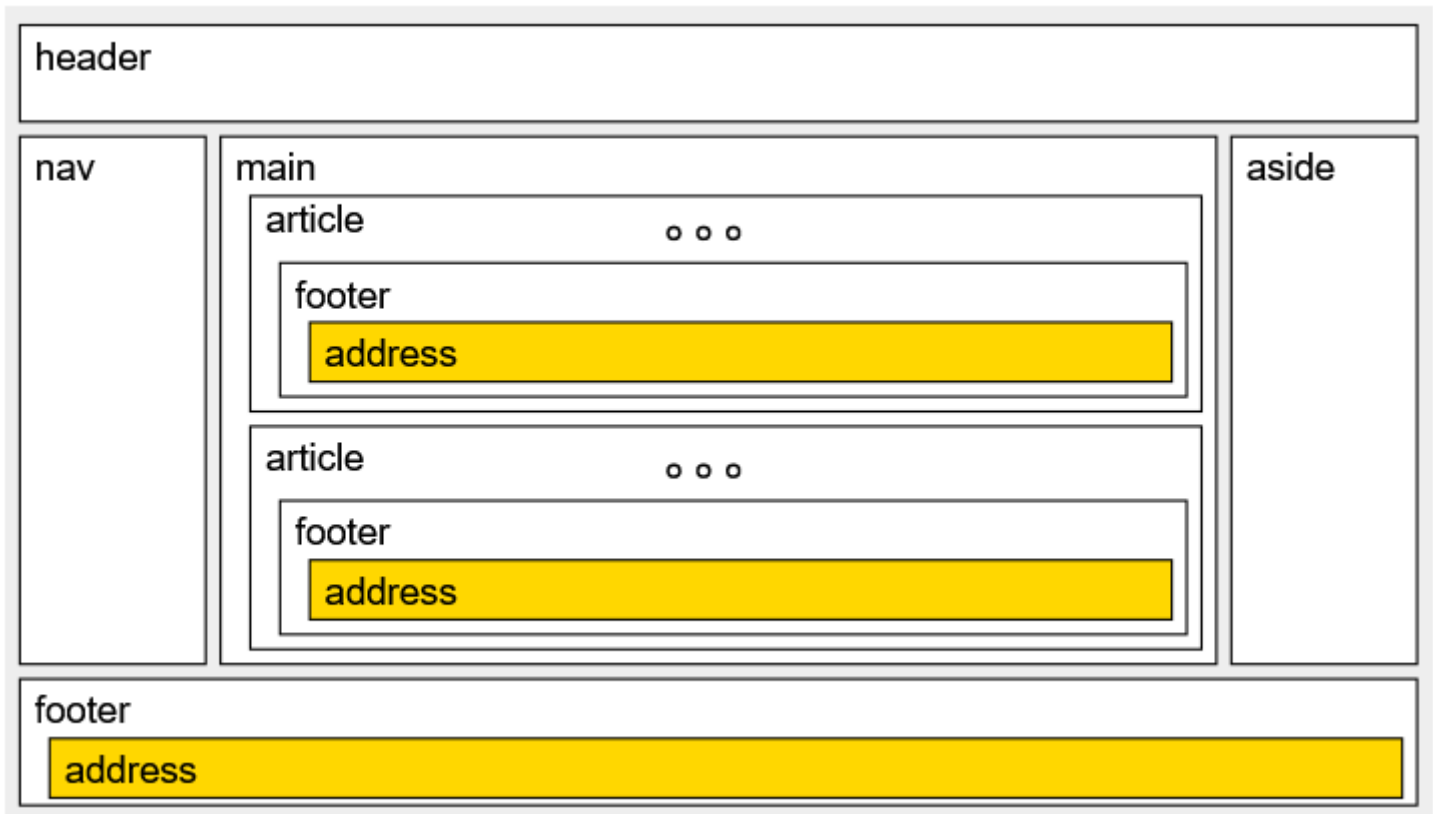 header
nav
main
aside
article
footer
address
article
footer
address
footer
address